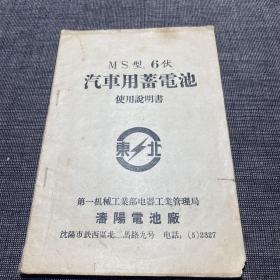 MS型，6伏
汽車用蓄電池
使用說明書
東北
第一机械工業部电器工業管理局
瀋陽電池廠
沈陽市鉄西區北二馬路九号 电話：(5)2327